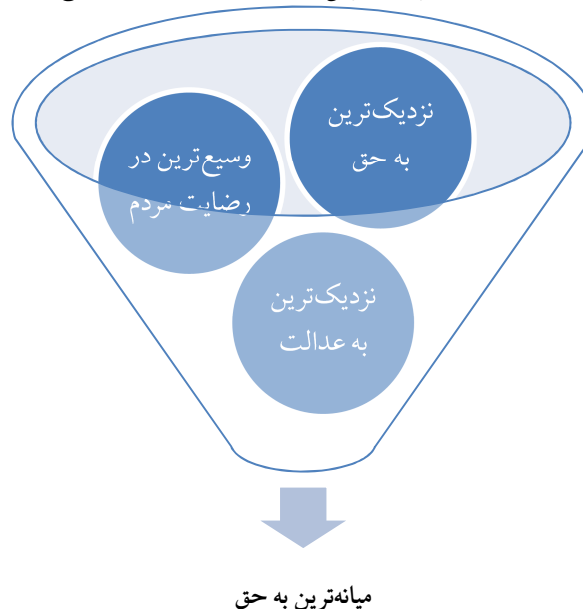 نزدیک‌ترین
به حق
وسیع‌ترین در
رضایت مردم
نزدیک‌ترین
به عدالت
میانه‌ترین به حق